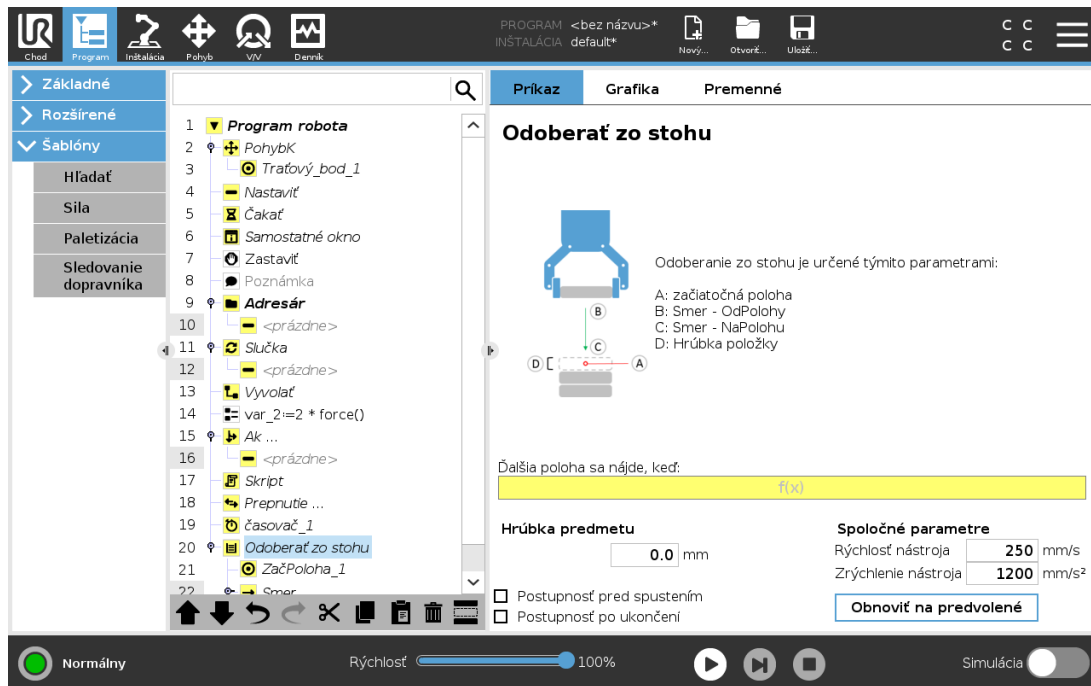 PROGRAM <bez názvu>*
INŠTALÁCIA default*
Chod
Program
Inštalácia
Pohyb
V/V
Denník
Nový...
Otvoriť...
Uložiť...
C C
C C
Základné
Rozšírené
Šablóny
Hľadať
Sila
Paletizácia
Sledovanie
dopravníka
1 Program robota
2 PohybK
3 Traťový_bod_1
4 Nastaviť
5 Čakať
6 Samostatné okno
7 Zastaviť
8 Poznámka
9 Adresár
10 <prázdne>
11 Slučka
12 <prázdne>
13 Vyvolať
14 var_2:=2 * force()
15 Ak ...
16 <prázdne>
17 Skript
18 Prepnutie ...
19 časovač_1
20 Odoberať zo stohu
21 ZačPoloha_1
22 Smer
Príkaz
Grafika
Premenné
Odoberať zo stohu
B
C
D
A
Odoberanie zo stohu je určené týmito parametrami:
A: začiatočná poloha
B: Smer - OdPolohy
C: Smer - NaPolohu
D: Hrúbka položky
Ďalšia poloha sa nájde, keď:
f(x)
Hrúbka predmetu
0.0 mm
Postupnosť pred spustením
Postupnosť po ukončení
Spoločné parametre
Rýchlosť nástroja 250 mm/s
Zrýchlenie nástroja 1200 mm/s²
Obnoviť na predvolené
Normálny
Rýchlosť
100%
Simulácia